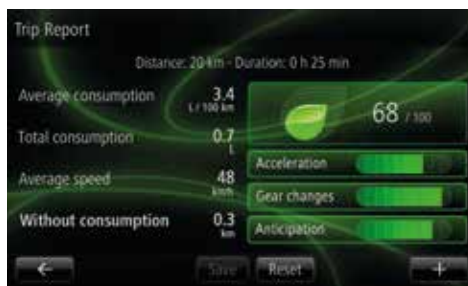 Trip Report
Distance: 20 km - Duration: 0 h 25 min
Average consumption 3.4
L / 100 km
Total consumption 0.7
L
Average speed 48
km/h
Without consumption 0.3
km
68 / 100
Acceleration
Gear changes
Anticipation
Save Reset